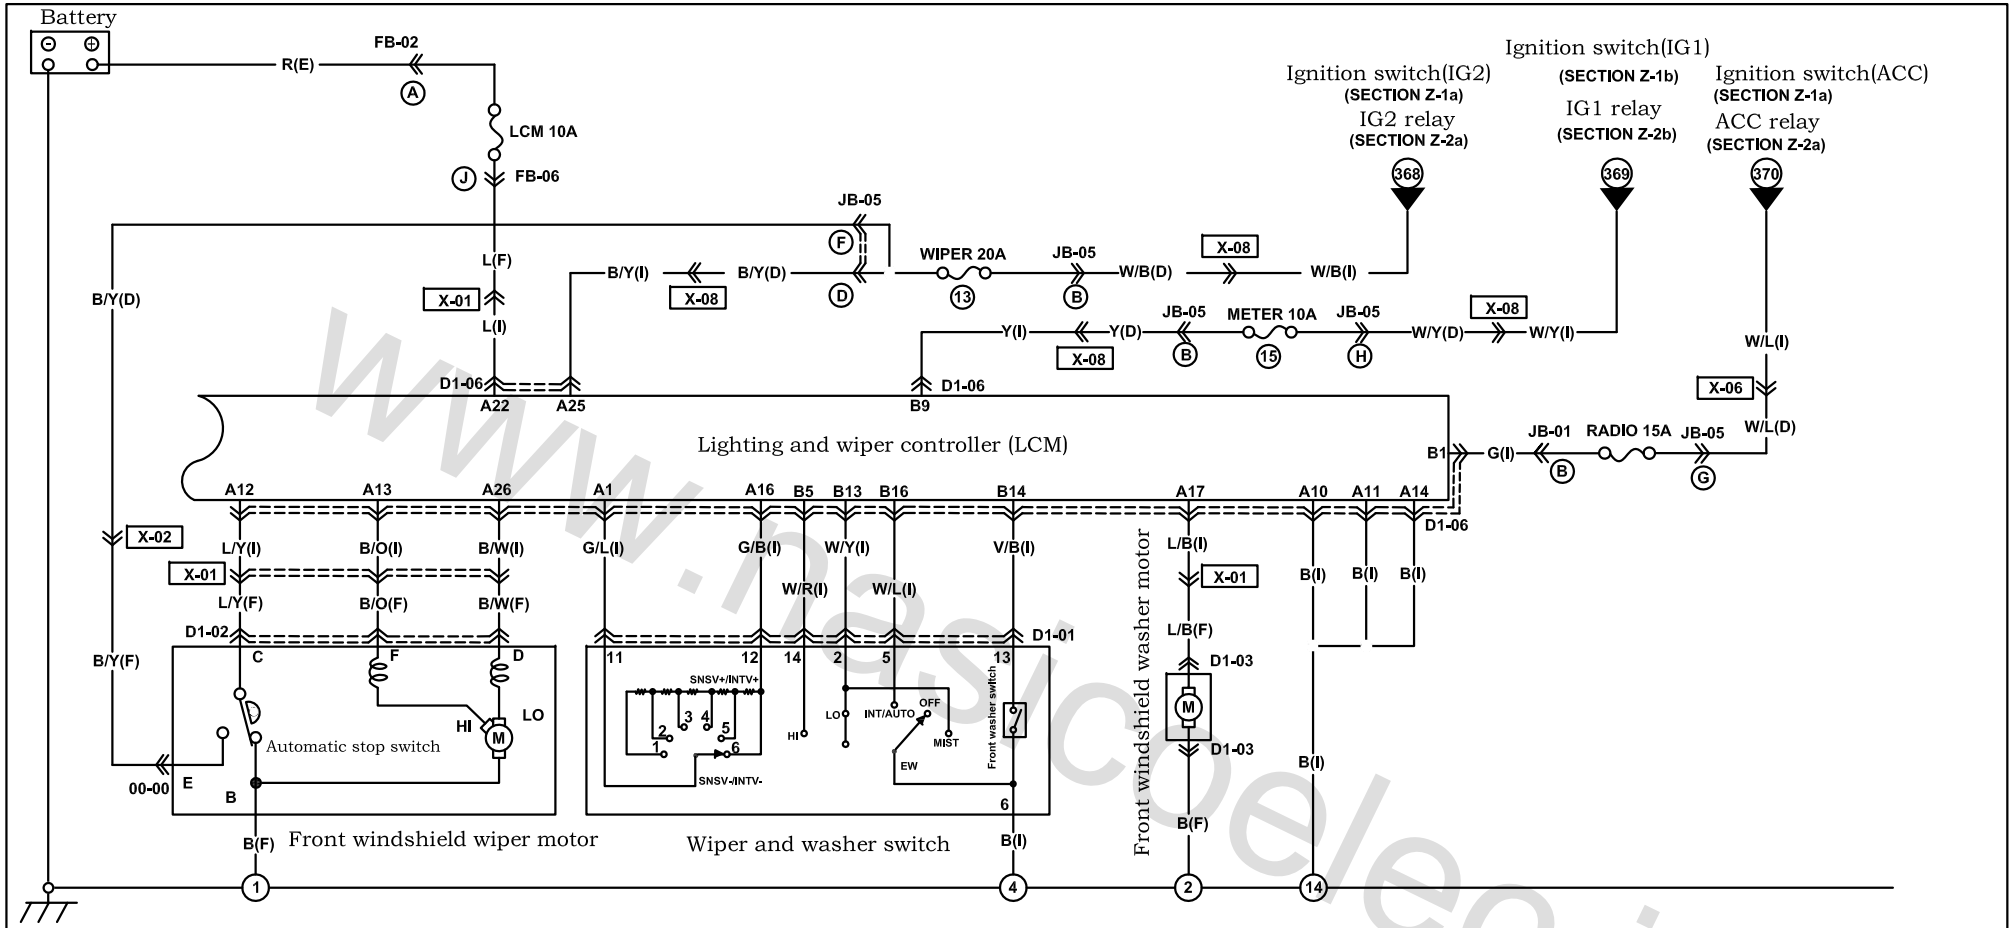 Battery
FB-02
R(E)
A
LCM 10A
J
FB-06
Ignition switch(IG2)
(SECTION Z-1a)
IG2 relay
(SECTION Z-2a)
368
Ignition switch(IG1)
(SECTION Z-1b)
IG1 relay
(SECTION Z-2b)
369
Ignition switch(ACC)
(SECTION Z-1a)
ACC relay
(SECTION Z-2a)
370
JB-05
F
L(F)
B/Y(I)
X-08
B/Y(D)
D
WIPER 20A
13
JB-05
B
W/B(D)
X-08
W/B(I)
B/Y(D)
X-01
L(I)
Y(I)
X-08
Y(D)
JB-05
B
METER 10A
15
JB-05
H
W/Y(D)
X-08
W/Y(I)
W/L(I)
X-06
W/L(D)
D1-06
A22
A25
B9
D1-06
Lighting and wiper controller (LCM)
B1
G(I)
JB-01
B
RADIO 15A
JB-05
G
A12
A13
A26
A1
A16
B5
B13
B16
B14
A17
A10
A11
A14
D1-06
X-02
L/Y(I)
B/O(I)
B/W(I)
G/L(I)
G/B(I)
W/Y(I)
V/B(I)
L/B(I)
X-01
W/R(I)
W/L(I)
X-01
B(I)
B(I)
B(I)
L/Y(F)
B/O(F)
B/W(F)
L/B(F)
D1-02
D1-01
D1-03
B/Y(F)
C
F
D
11
12
14
2
5
13
SNSV+/INTV+
1
2
3
4
5
6
SNSV-/INTV-
HI
LO
INT/AUTO
OFF
MIST
EW
Front washer switch
HI
LO
M
Automatic stop switch
00-00
E
B
6
M
D1-03
Front windshield washer motor
B(I)
B(F)
Front windshield wiper motor
Wiper and washer switch
B(I)
B(F)
1
4
2
14
www.nasicoelec.i